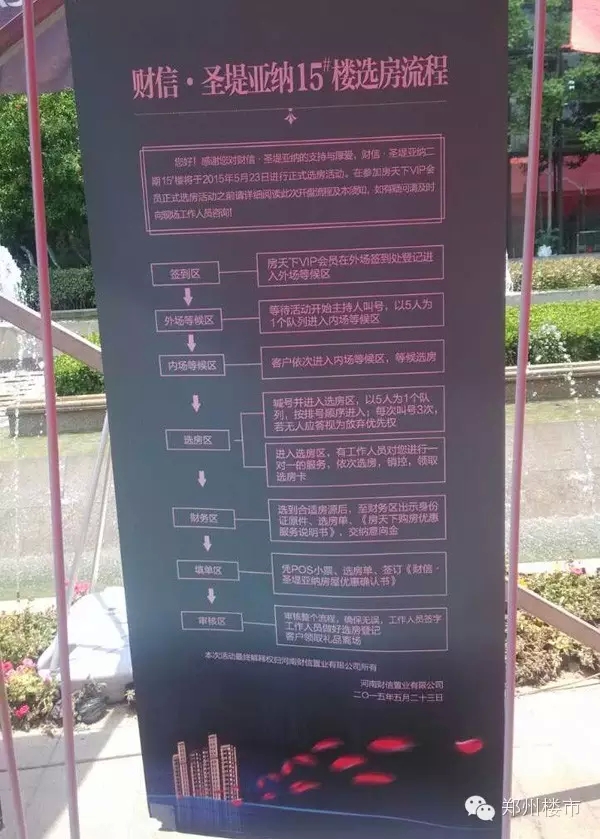 财信·圣堤亚纳15#楼选房流程
您好！感谢您对财信·圣堤亚纳的支持与厚爱，财信·圣堤亚纳二
期15#楼将于2015年5月23日进行正式选房活动。在参加房天下VIP会
员正式选房活动之前请详细阅读此次开盘流程及本须知，如有疑问请及时
向现场工作人员咨询！
签到区
房天下VIP会员在外场签到处登记进
入外场等候区
外场等候区
等待活动开始主持人叫号，以5人为
1个队列进入内场等候区
内场等候区
客户依次进入内场等候区，等候选房
选房区
喊号并进入选房区，以5人为1个队
列，按排号顺序进入；每次叫号3次，
若无人应答视为放弃优先权
进入选房区，有工作人员对您进行一
对一的服务，依次选房，销控，领取
选房卡
财务区
选到合适房源后，至财务区出示身份
证原件、选房单、《房天下购房优惠
服务说明书》，交纳意向金
填单区
凭POS小票、选房单、签订《财信·
圣堤亚纳房屋优惠确认书》
审核区
审核整个流程，确保无误，工作人员签字
工作人员做好选房登记
客户领取礼品离场
本次活动最终解释权归河南财信置业有限公司所有
河南财信置业有限公司
二〇一五年五月二十三日
郑州楼市